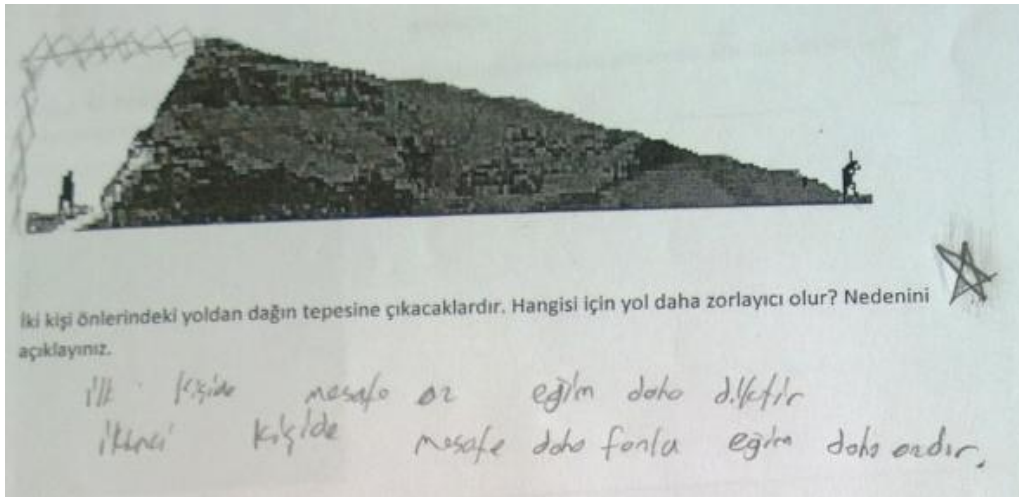 İki kişi önlerindeki yoldan dağın tepesine çıkacaklardır. Hangisi için yol daha zorlayıcı olur? Nedenini
açıklayınız.
ilk kişide mesafe az eğim daha diktir
ikinci kişide mesafe daha fazla eğim daha azdır.